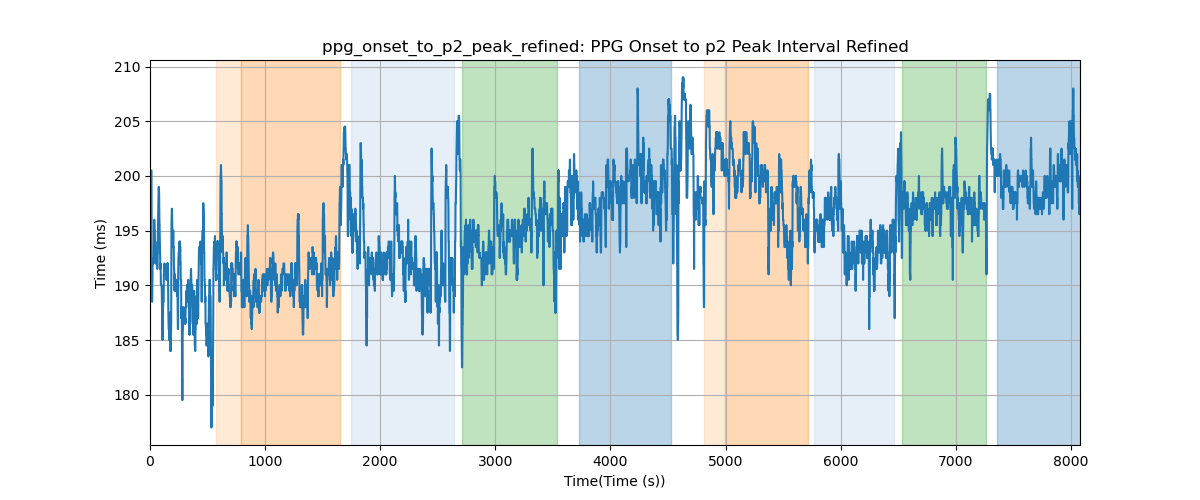 ppg_onset_to_p2_peak_refined: PPG Onset to p2 Peak Interval Refined
210
205
200
195
190
185
180
Time (ms)
0 1000 2000 3000 4000 5000 6000 7000 8000
Time(Time (s))